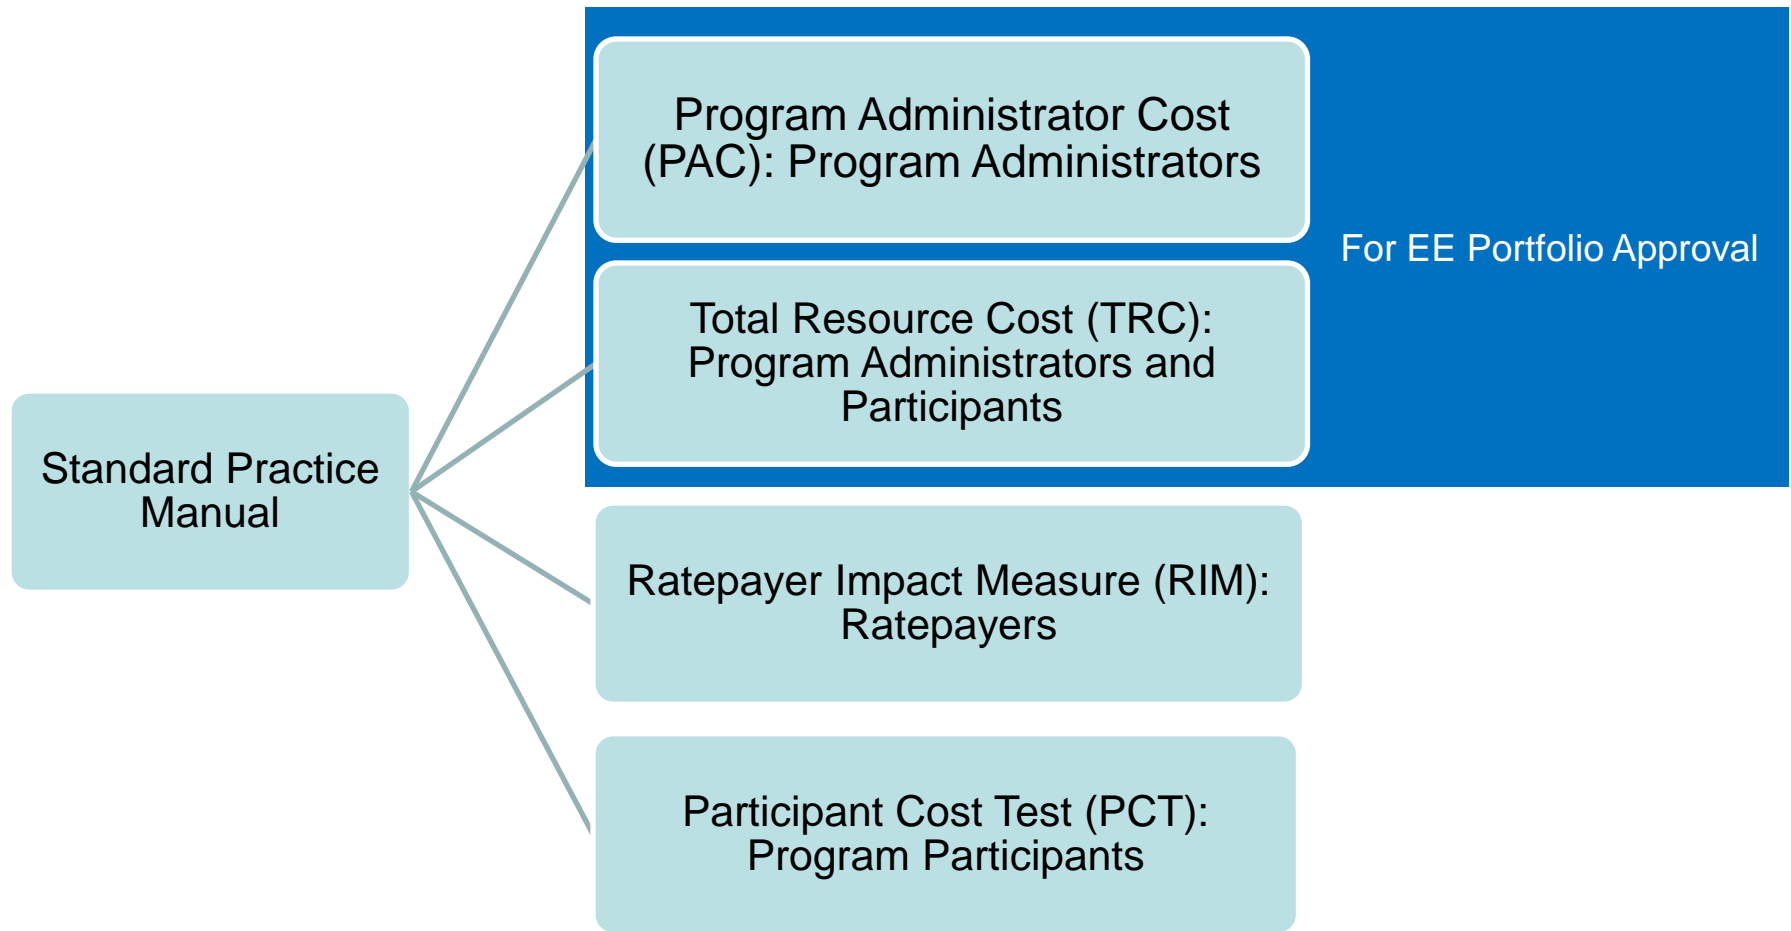 Program Administrator Cost
(PAC): Program Administrators
For EE Portfolio Approval
Total Resource Cost (TRC):
Program Administrators and
Participants
Standard Practice
Manual
Ratepayer Impact Measure (RIM):
Ratepayers
Participant Cost Test (PCT):
Program Participants